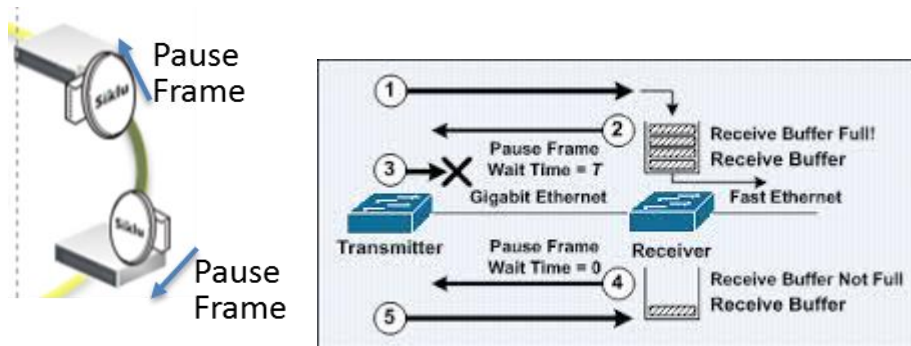 Pause
Frame
Siklu
Siklu
Pause
Frame
1
2
Receive Buffer Full!
Pause Frame
Receive Buffer
3
Wait Time = T
Gigabit Ethernet
Fast Ethernet
Transmitter
Pause Frame
Receiver
Wait Time = 0
4
Receive Buffer Not Full
Receive Buffer
5